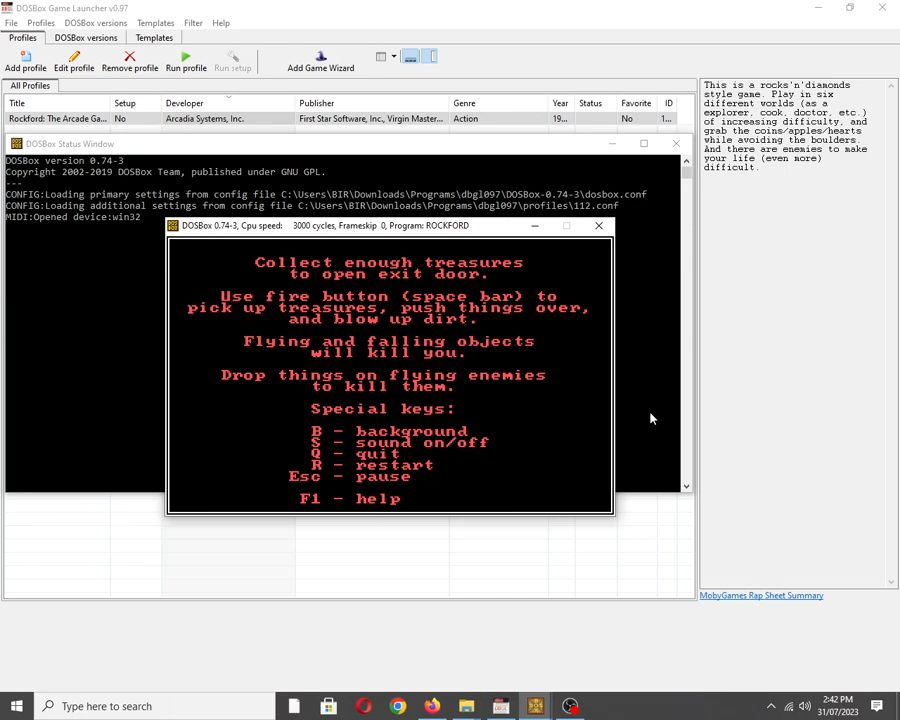 DOSBox Game Launcher v0.97
File Profiles DOSBox versions Templates Filter Help
Profiles DOSBox versions Templates
Add profile Edit profile Remove profile Run profile Run setup Add Game Wizard
All Profiles
Title Setup Developer Publisher Genre Year Status Favorite ID
Rockford: The Arcade Ga... No Arcadia Systems, Inc. First Star Software, Inc., Virgin Master... Action 19... No 1...
This is a rocks'n'diamonds
style game. Play in six
different worlds (as a
explorer, cook, doctor, etc.)
of increasing difficulty, and
grab the coins/apples/hearts
while avoiding the boulders.
And there are enemies to make
your life (even more)
difficult.
MobyGames Rap Sheet Summary
DOSBox Status Window
DOSBox version 0.74-3
Copyright 2002-2019 DOSBox Team, published under GNU GPL.
---
CONFIG:Loading primary settings from config file C:\Users\BIR\Downloads\Programs\dbgl097\DOSBox-0.74-3\dosbox.conf
CONFIG:Loading additional settings from config file C:\Users\BIR\Downloads\Programs\dbgl097\profiles\112.conf
MIDI:Opened device:win32
DOSBox 0.74-3, Cpu speed: 3000 cycles, Frameskip 0, Program: ROCKFORD
Collect enough treasures
to open exit door.
Use fire button (space bar) to
pick up treasures, push things over,
and blow up dirt.
Flying and falling objects
will kill you.
Drop things on flying enemies
to kill them.
Special keys:
B - background
S - sound on/off
Q - quit
R - restart
Esc - pause
F1 - help
Type here to search
2:42 PM
31/07/2023